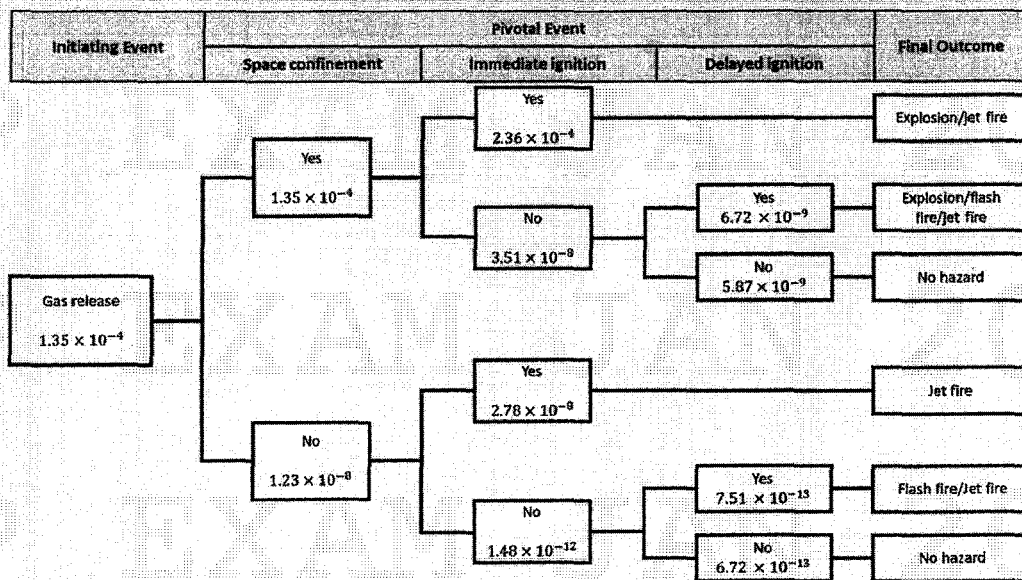 Initiating Event
Pivotal Event
Final Outcome
Space confinement
Immediate ignition
Delayed ignition
Yes
2.36 × 10⁻⁴
Explosion/jet fire
Yes
1.35 × 10⁻⁴
Yes
6.72 × 10⁻⁹
Explosion/flash
fire/jet fire
No
3.51 × 10⁻⁸
No
5.87 × 10⁻⁹
No hazard
Gas release
1.35 × 10⁻⁴
Yes
2.78 × 10⁻⁸
Jet fire
No
1.23 × 10⁻⁸
Yes
7.51 × 10⁻¹³
Flash fire/Jet fire
No
1.48 × 10⁻¹²
No
6.72 × 10⁻¹³
No hazard